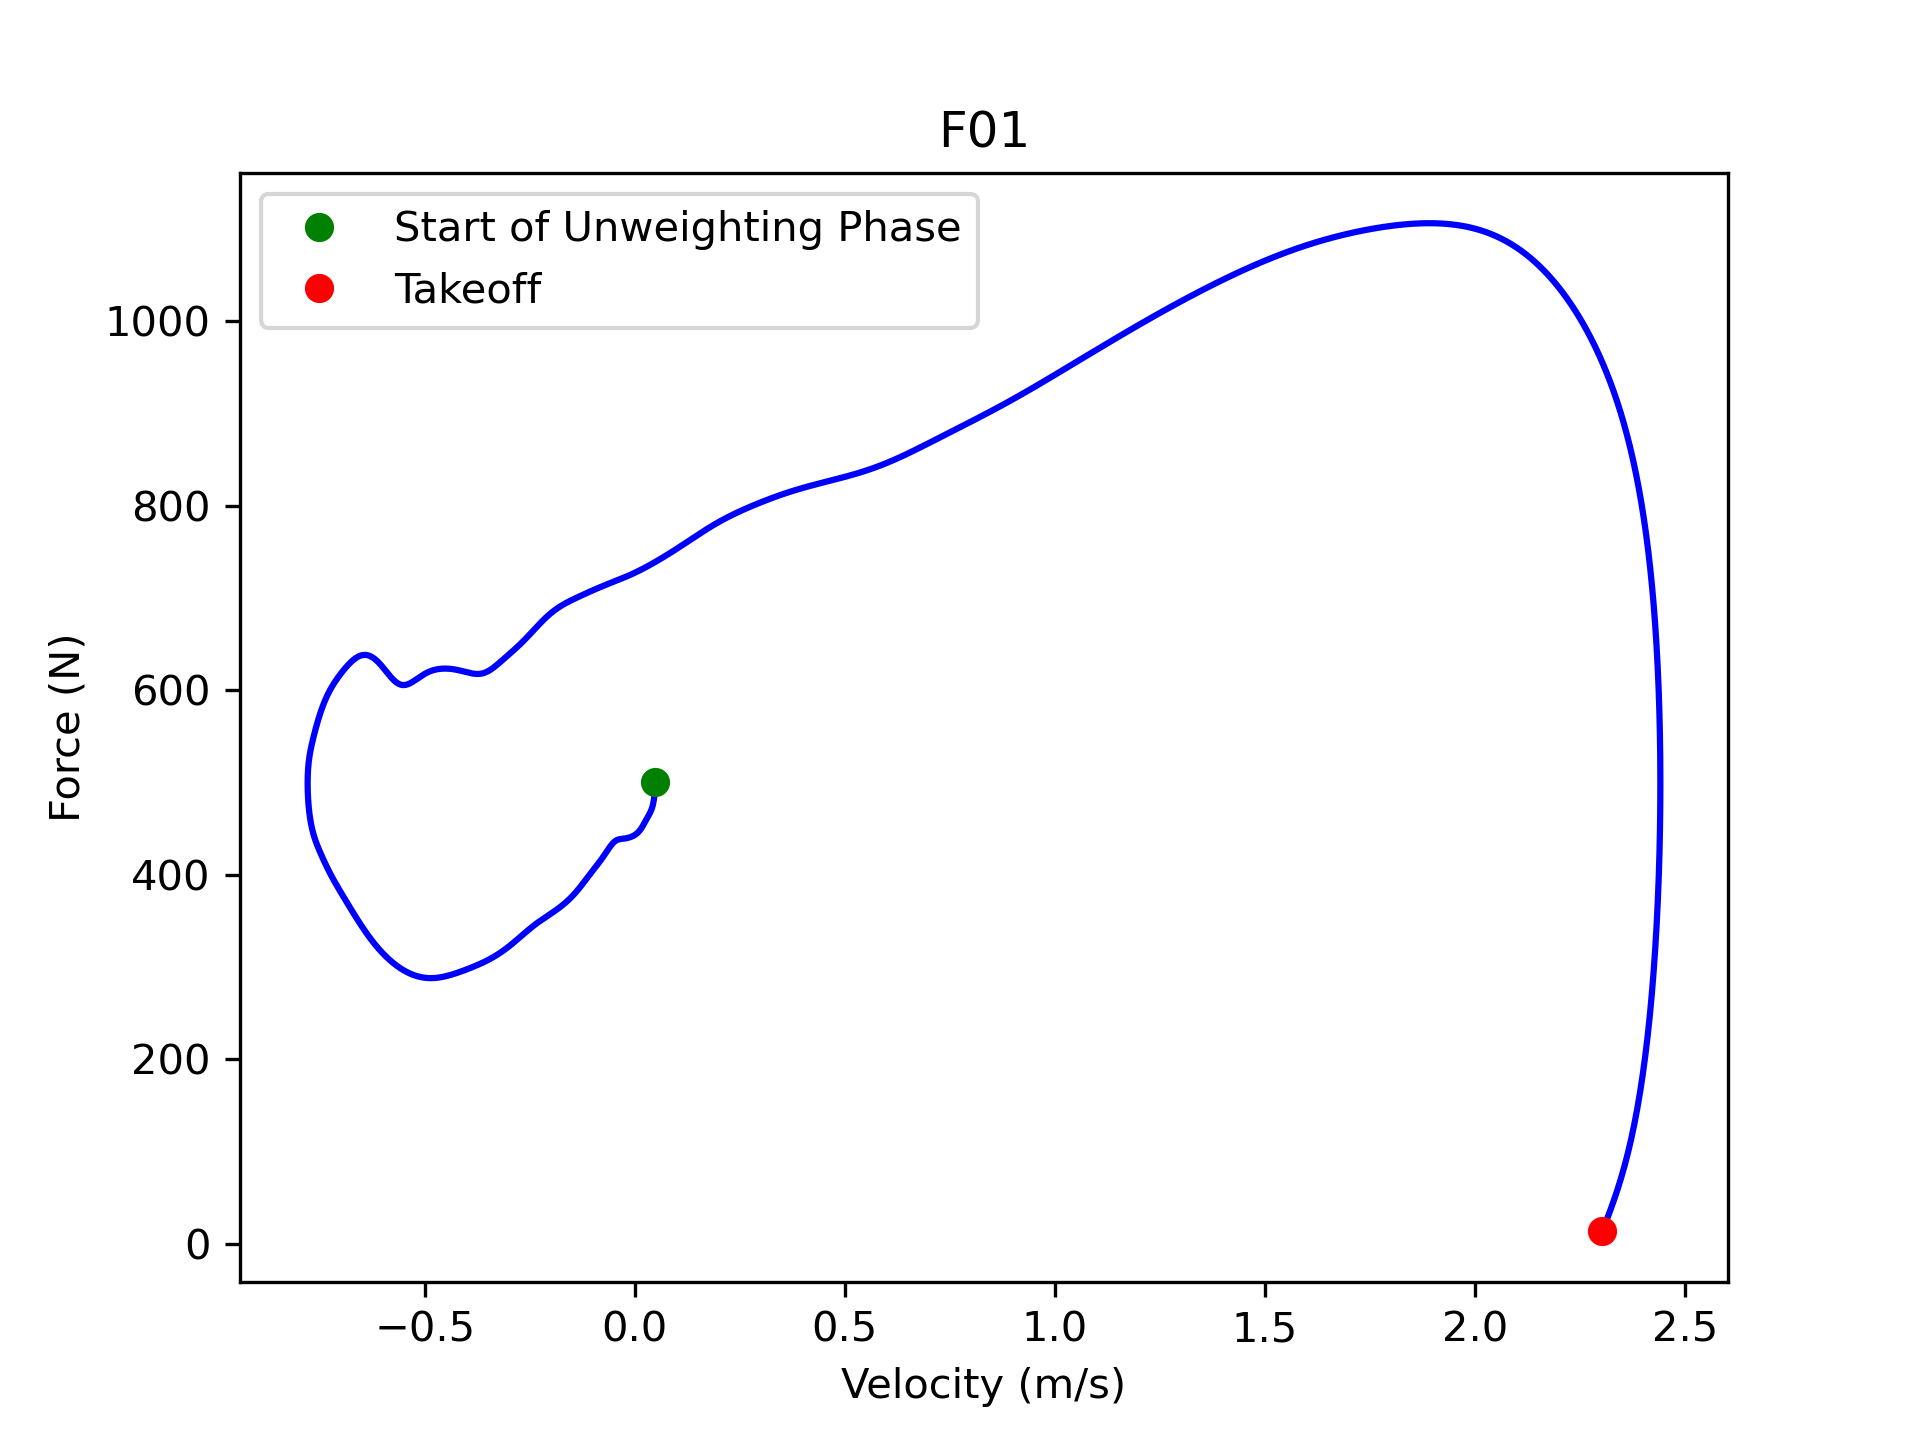 F01
Start of Unweighting Phase
Takeoff
1000
800
600
400
200
0
Force (N)
−0.5 0.0 0.5 1.0 1.5 2.0 2.5
Velocity (m/s)